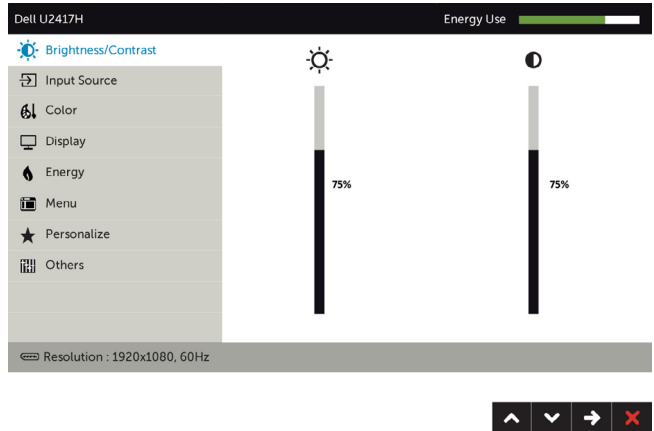 Dell U2417H
Energy Use
Brightness/Contrast
Input Source
Color
Display
Energy
Menu
Personalize
Others
75%
75%
Resolution : 1920x1080, 60Hz